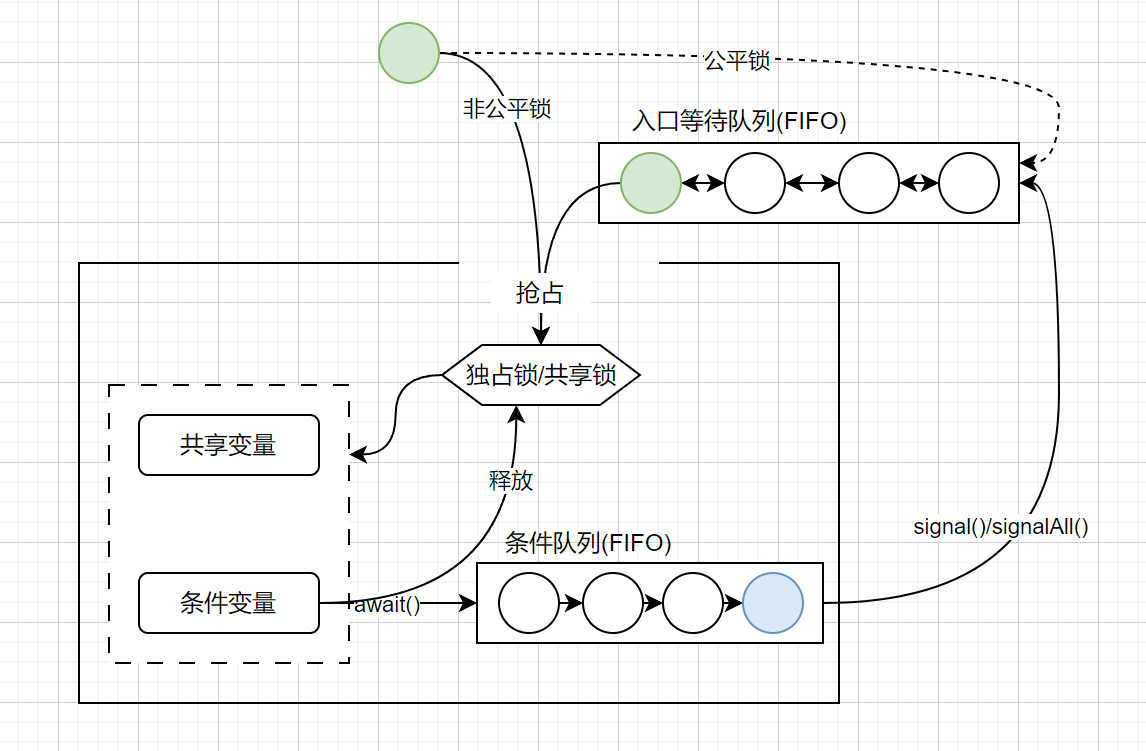 公平锁
非公平锁
入口等待队列(FIFO)
抢占
独占锁/共享锁
共享变量
释放
signal()/signalAll()
条件队列(FIFO)
条件变量
await()